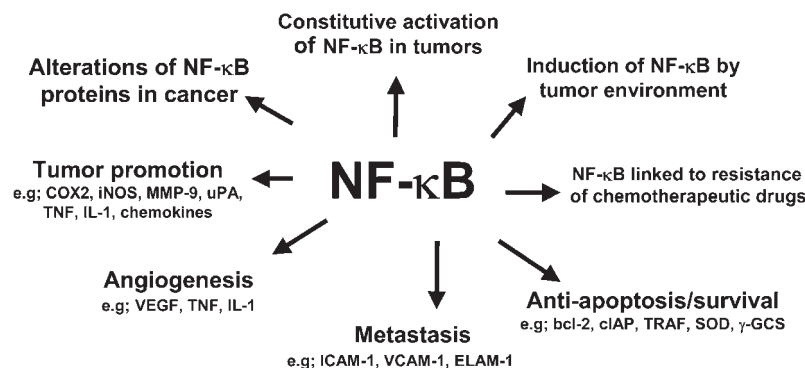 Constitutive activation
of NF-κB in tumors
Alterations of NF-κB
proteins in cancer
Induction of NF-κB by
tumor environment
Tumor promotion
e.g; COX2, iNOS, MMP-9, uPA,
TNF, IL-1, chemokines
NF-κB
NF-κB linked to resistance
of chemotherapeutic drugs
Angiogenesis
e.g; VEGF, TNF, IL-1
Metastasis
e.g; ICAM-1, VCAM-1, ELAM-1
Anti-apoptosis/survival
e.g; bcl-2, cIAP, TRAF, SOD, γ-GCS